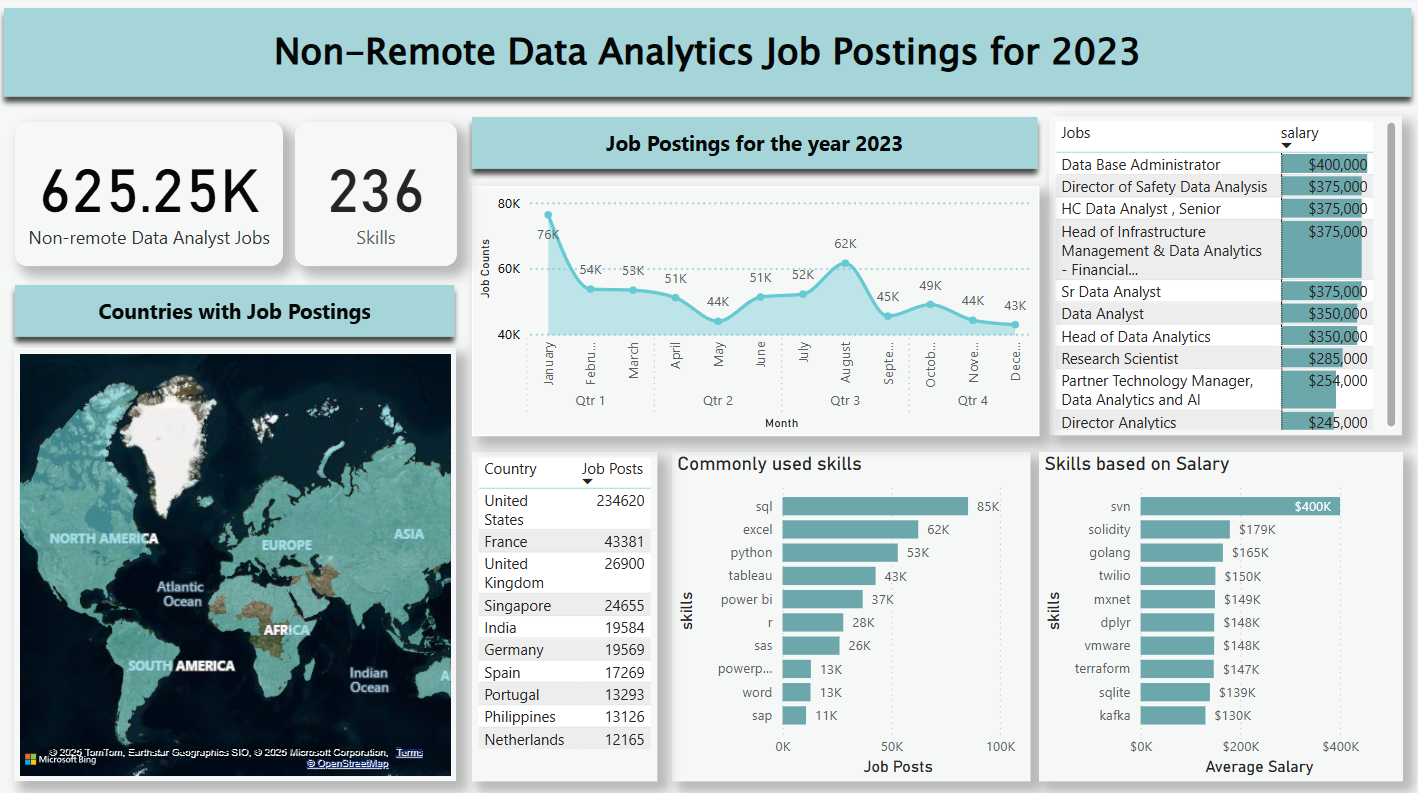 Non-Remote Data Analytics Job Postings for 2023
625.25K
Non-remote Data Analyst Jobs
236
Skills
Countries with Job Postings
NORTH AMERICA
EUROPE
ASIA
Atlantic
Ocean
AFRICA
SOUTH AMERICA
Indian
Ocean
A
© 2025 TomTom, Earthstar Geographics SIO, © 2025 Microsoft Corporation, Terms
© OpenStreetMap
Microsoft Bing
Job Postings for the year 2023
Job Counts
80K
60K
40K
76K
54K
53K
51K
44K
51K
52K
62K
45K
49K
44K
43K
January
Febru...
March
April
May
June
July
August
Septe...
Octob...
Nove...
Dece...
Qtr 1
Qtr 2
Qtr 3
Qtr 4
Month
Jobs salary
Data Base Administrator $400,000
Director of Safety Data Analysis $375,000
HC Data Analyst , Senior $375,000
Head of Infrastructure $375,000
Management & Data Analytics
- Financial...
Sr Data Analyst $375,000
Data Analyst $350,000
Head of Data Analytics $350,000
Research Scientist $285,000
Partner Technology Manager, $254,000
Data Analytics and AI
Director Analytics $245,000
Country Job Posts
United 234620
States
France 43381
United 26900
Kingdom
Singapore 24655
India 19584
Germany 19569
Spain 17269
Portugal 13293
Philippines 13126
Netherlands 12165
Commonly used skills
skills
sql 85K
excel 62K
python 53K
tableau 43K
power bi 37K
r 28K
sas 26K
powerp... 13K
word 13K
sap 11K
0K 50K 100K
Job Posts
Skills based on Salary
skills
svn $400K
solidity $179K
golang $165K
twilio $150K
mxnet $149K
dplyr $148K
vmware $148K
terraform $147K
sqlite $139K
kafka $130K
$0K $200K $400K
Average Salary